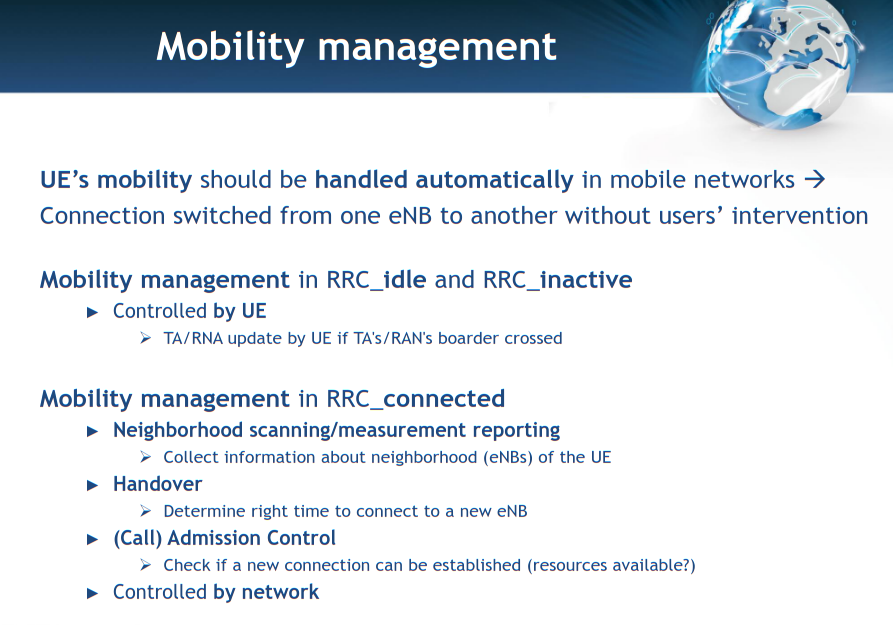 Mobility management
UE’s mobility should be handled automatically in mobile networks →
Connection switched from one eNB to another without users’ intervention
Mobility management in RRC_idle and RRC_inactive
► Controlled by UE
➢ TA/RNA update by UE if TA's/RAN's boarder crossed
Mobility management in RRC_connected
► Neighborhood scanning/measurement reporting
➢ Collect information about neighborhood (eNBs) of the UE
► Handover
➢ Determine right time to connect to a new eNB
► (Call) Admission Control
➢ Check if a new connection can be established (resources available?)
► Controlled by network